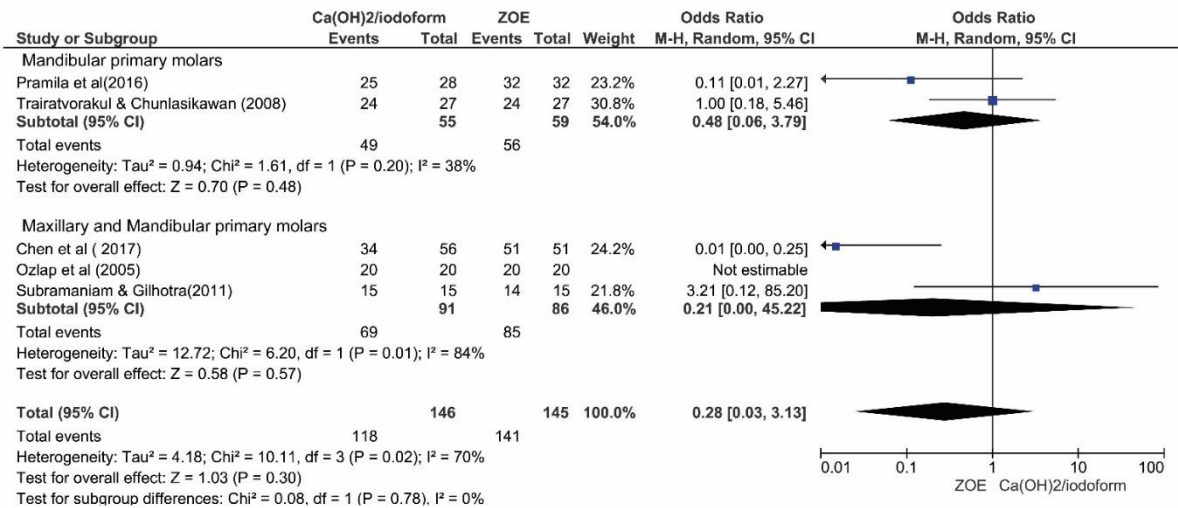 Ca(OH)2/iodoform ZOE Odds Ratio Odds Ratio
Study or Subgroup Events Total Events Total Weight M-H, Random, 95% CI M-H, Random, 95% CI
Mandibular primary molars
Pramila et al(2016) 25 28 32 32 23.2% 0.11 [0.01, 2.27]
Trairatvorakul & Chunlasikawan (2008) 24 27 24 27 30.8% 1.00 [0.18, 5.46]
Subtotal (95% CI) 55 59 54.0% 0.48 [0.06, 3.79]
Total events 49 56
Heterogeneity: Tau² = 0.94; Chi² = 1.61, df = 1 (P = 0.20); I² = 38%
Test for overall effect: Z = 0.70 (P = 0.48)
Maxillary and Mandibular primary molars
Chen et al ( 2017) 34 56 51 51 24.2% 0.01 [0.00, 0.25]
Ozlap et al (2005) 20 20 20 20 Not estimable
Subramaniam & Gilhotra(2011) 15 15 14 15 21.8% 3.21 [0.12, 85.20]
Subtotal (95% CI) 91 86 46.0% 0.21 [0.00, 45.22]
Total events 69 85
Heterogeneity: Tau² = 12.72; Chi² = 6.20, df = 1 (P = 0.01); I² = 84%
Test for overall effect: Z = 0.58 (P = 0.57)
Total (95% CI) 146 145 100.0% 0.28 [0.03, 3.13]
Total events 118 141
Heterogeneity: Tau² = 4.18; Chi² = 10.11, df = 3 (P = 0.02); I² = 70%
Test for overall effect: Z = 1.03 (P = 0.30)
Test for subgroup differences: Chi² = 0.08, df = 1 (P = 0.78), I² = 0%
0.01 0.1 1 10 100
ZOE Ca(OH)2/iodoform